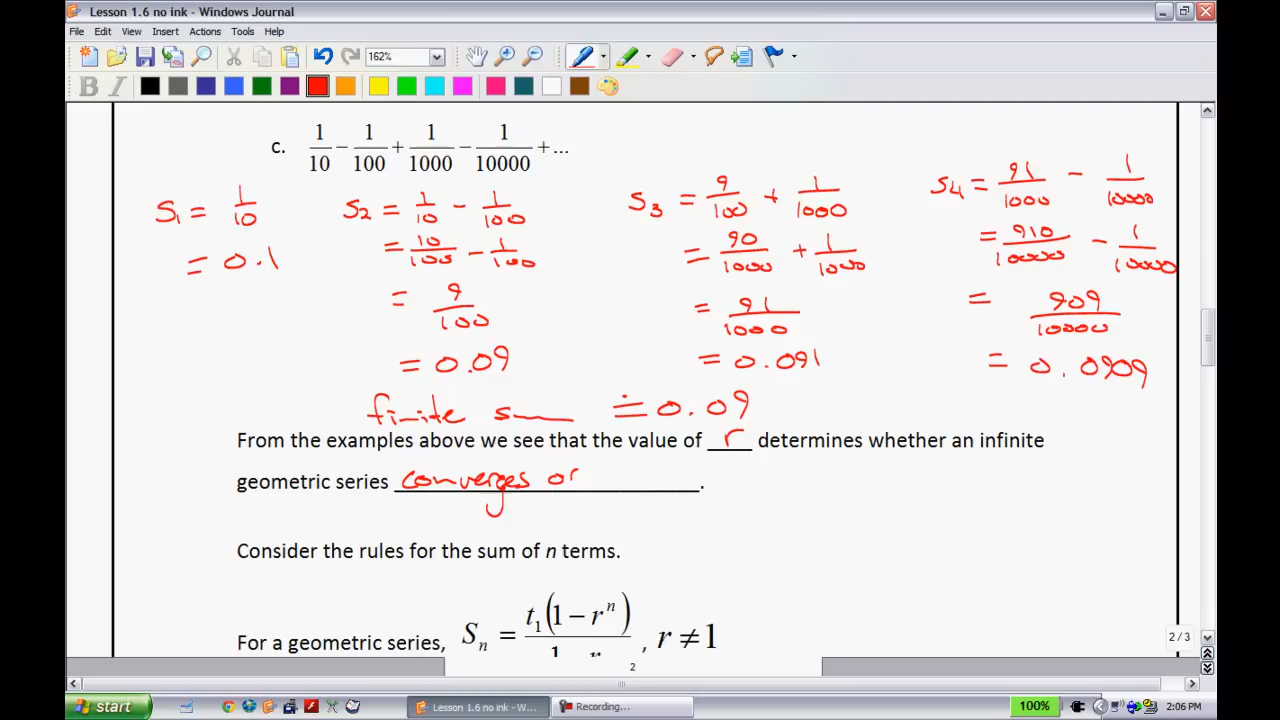 Lesson 1.6 no ink - Windows Journal
File Edit View Insert Actions Tools Help
162%
B I
c. 1/10 − 1/100 + 1/1000 − 1/10000 + ...
S1 = 1/10
= 0.1
S2 = 1/10 − 1/100
= 10/100 − 1/100
= 9/100
= 0.09
S3 = 9/100 + 1/1000
= 90/1000 + 1/1000
= 91/1000
= 0.091
S4 = 91/1000 − 1/10000
= 910/10000 − 1/10000
= 909/10000
= 0.0909
finite sum ≐ 0.09
From the examples above we see that the value of r determines whether an infinite
geometric series converges or .
Consider the rules for the sum of n terms.
For a geometric series, Sn = t1(1 − r^n)/1 − r, r ≠ 1
2/3
2
start Lesson 1.6 no ink - W... Recording... 100% 2:06 PM